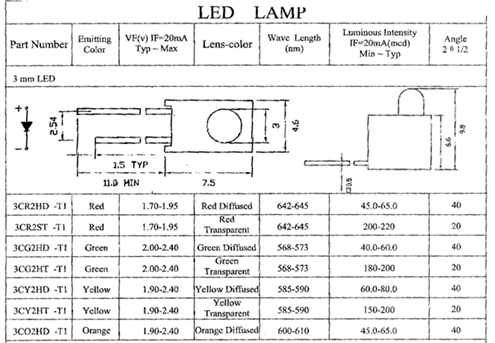 LED LAMP
Part Number Emitting Color VF(v) IF=20mA Typ ~ Max Lens-color Wave Length (nm) Luminous Intensity IF=20mA(mcd) Min ~ Typ Angle 2 θ 1/2
3 mm LED
+ - 2.54 3 4.6 6.6 9.8
1.5 TYP
11.0 MIN 7.5 0.5
3CR2HD -T1 Red 1.70-1.95 Red Diffused 642-645 45.0-65.0 40
3CR2ST -T1 Red 1.70-1.95 Red Transparent 642-645 200-220 20
3CG2HD -T1 Green 2.00-2.40 Green Diffused 568-573 40.0-60.0 40
3CG2HT -T1 Green 2.00-2.40 Green Transparent 568-573 180-200 20
3CY2HD -T1 Yellow 1.90-2.40 Yellow Diffused 585-590 60.0-80.0 40
3CY2HT -T1 Yellow 1.90-2.40 Yellow Transparent 585-590 150-200 20
3CO2HD -T1 Orange 1.90-2.40 Orange Diffused 600-610 45.0-65.0 40